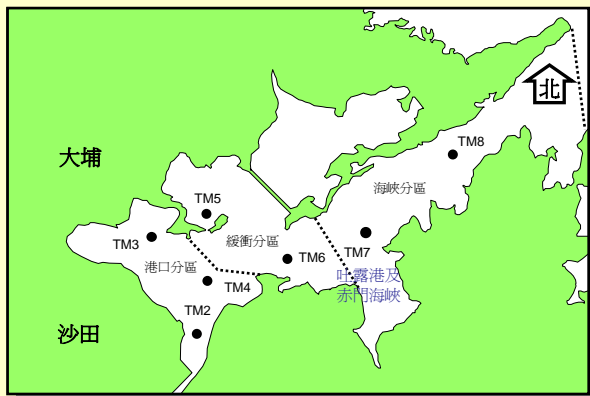 北
TM8
大埔
海峽分區
TM5
緩衝分區
TM3
TM6
TM7
港口分區
吐露港及
赤門海峽
TM4
TM2
沙田